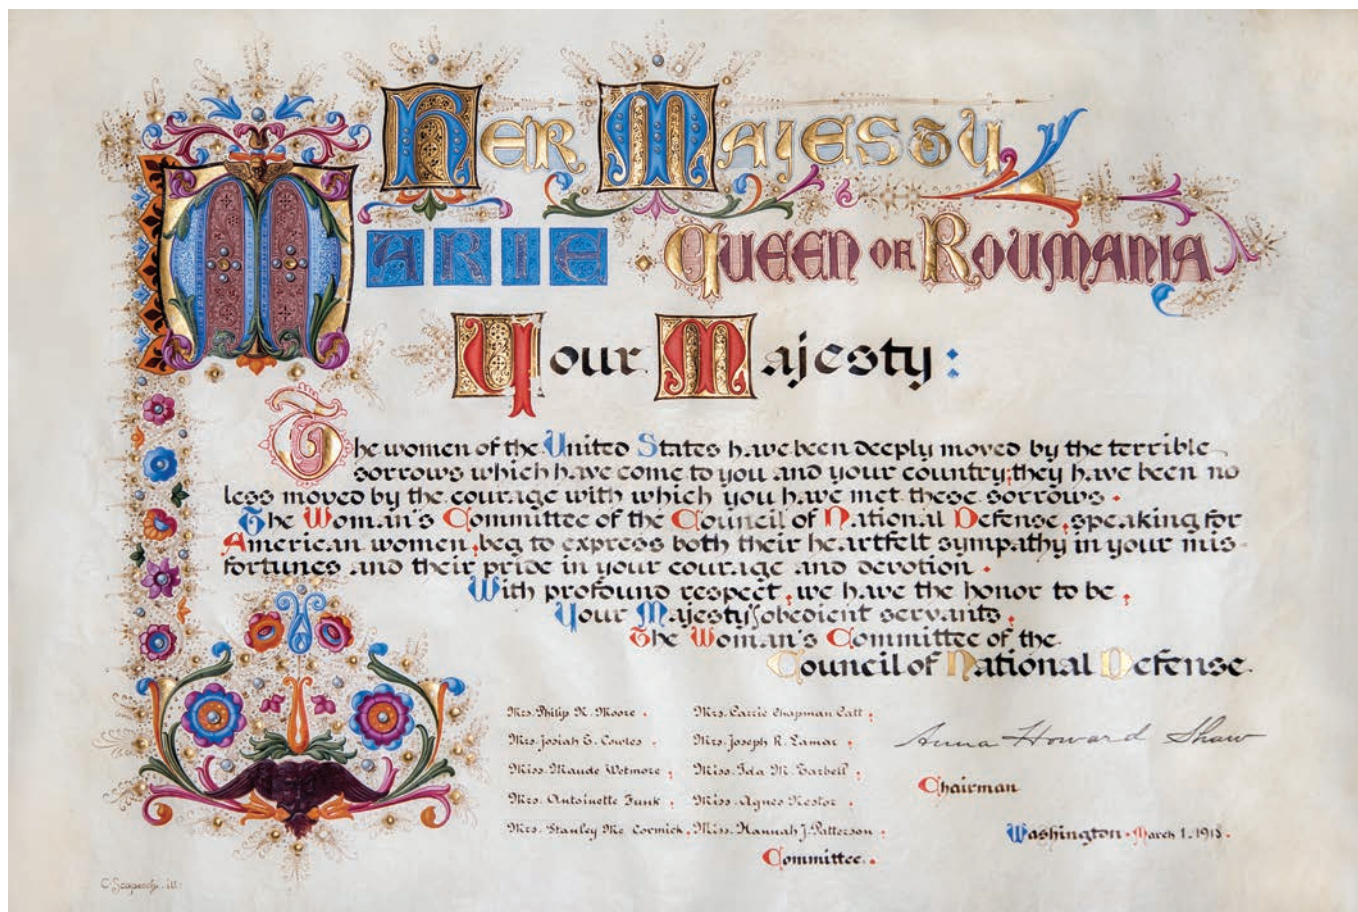 Her Majesty
Marie Queen of Roumania
Your Majesty:
The women of the United States have been deeply moved by the terrible
sorrows which have come to you and your country; they have been no
less moved by the courage with which you have met these sorrows.
The Woman's Committee of the Council of National Defense, speaking for
American women, beg to express both their heartfelt sympathy in your mis-
fortunes and their pride in your courage and devotion.
With profound respect, we have the honor to be,
Your Majesty's obedient servants,
The Woman's Committee of the
Council of National Defense.
Mrs. Philip N. Moore, Mrs. Carrie Chapman Catt,
Mrs. Josiah E. Cowles, Mrs. Joseph R. Lamar,
Anna Howard Shaw
Miss. Maude Wetmore, Miss. Ida M. Tarbell,
Chairman
Mrs. Antoinette Funk, Miss. Agnes Nestor,
Mrs. Stanley Mc. Cormick, Miss. Hannah J. Patterson,
Washington. March 1. 1918.
Committee.